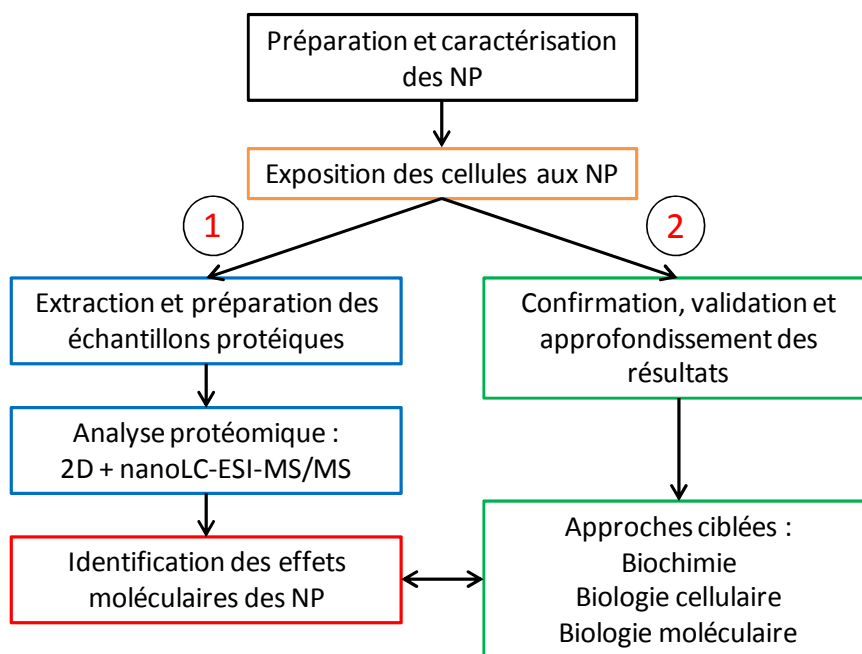 Préparation et caractérisation
des NP
Exposition des cellules aux NP
1
2
Extraction et préparation des
échantillons protéiques
Confirmation, validation et
approfondissement des
résultats
Analyse protéomique :
2D + nanoLC-ESI-MS/MS
Identification des effets
moléculaires des NP
Approches ciblées :
Biochimie
Biologie cellulaire
Biologie moléculaire